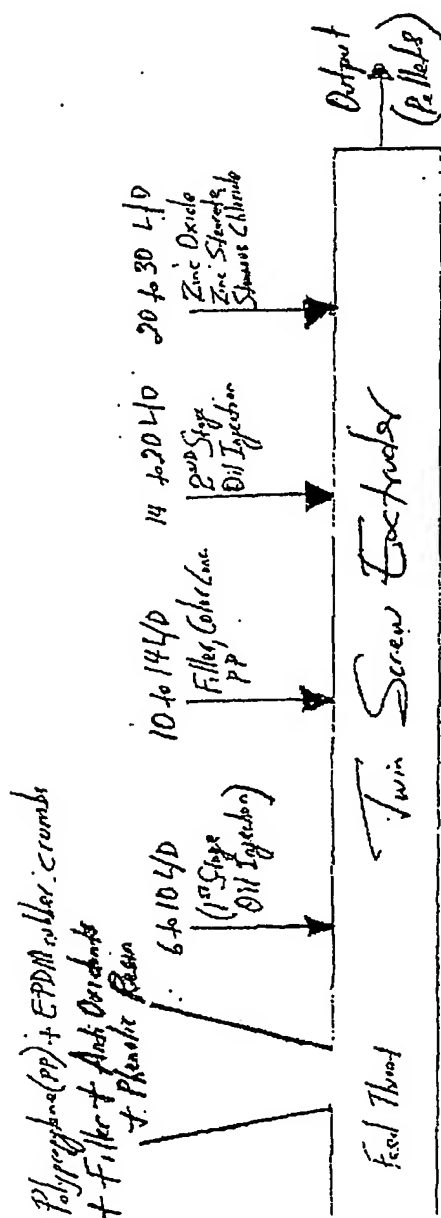 Polypropylene (PP) + EPDM rubber crumbs
+ Filler + Anti Oxidants
+ Phenolic Resin
Feed Throat
6 to 10 L/D
(1st Stage
Oil Injection)
10 to 14 L/D
Filler, Color Conc.
PP
14 to 20 L/D
2ND Stage
Oil Injection
20 to 30 L/D
Zinc Oxide
Zinc Stearate,
Stannous Chloride
Twin Screw Extruder
Output
(Pellets)